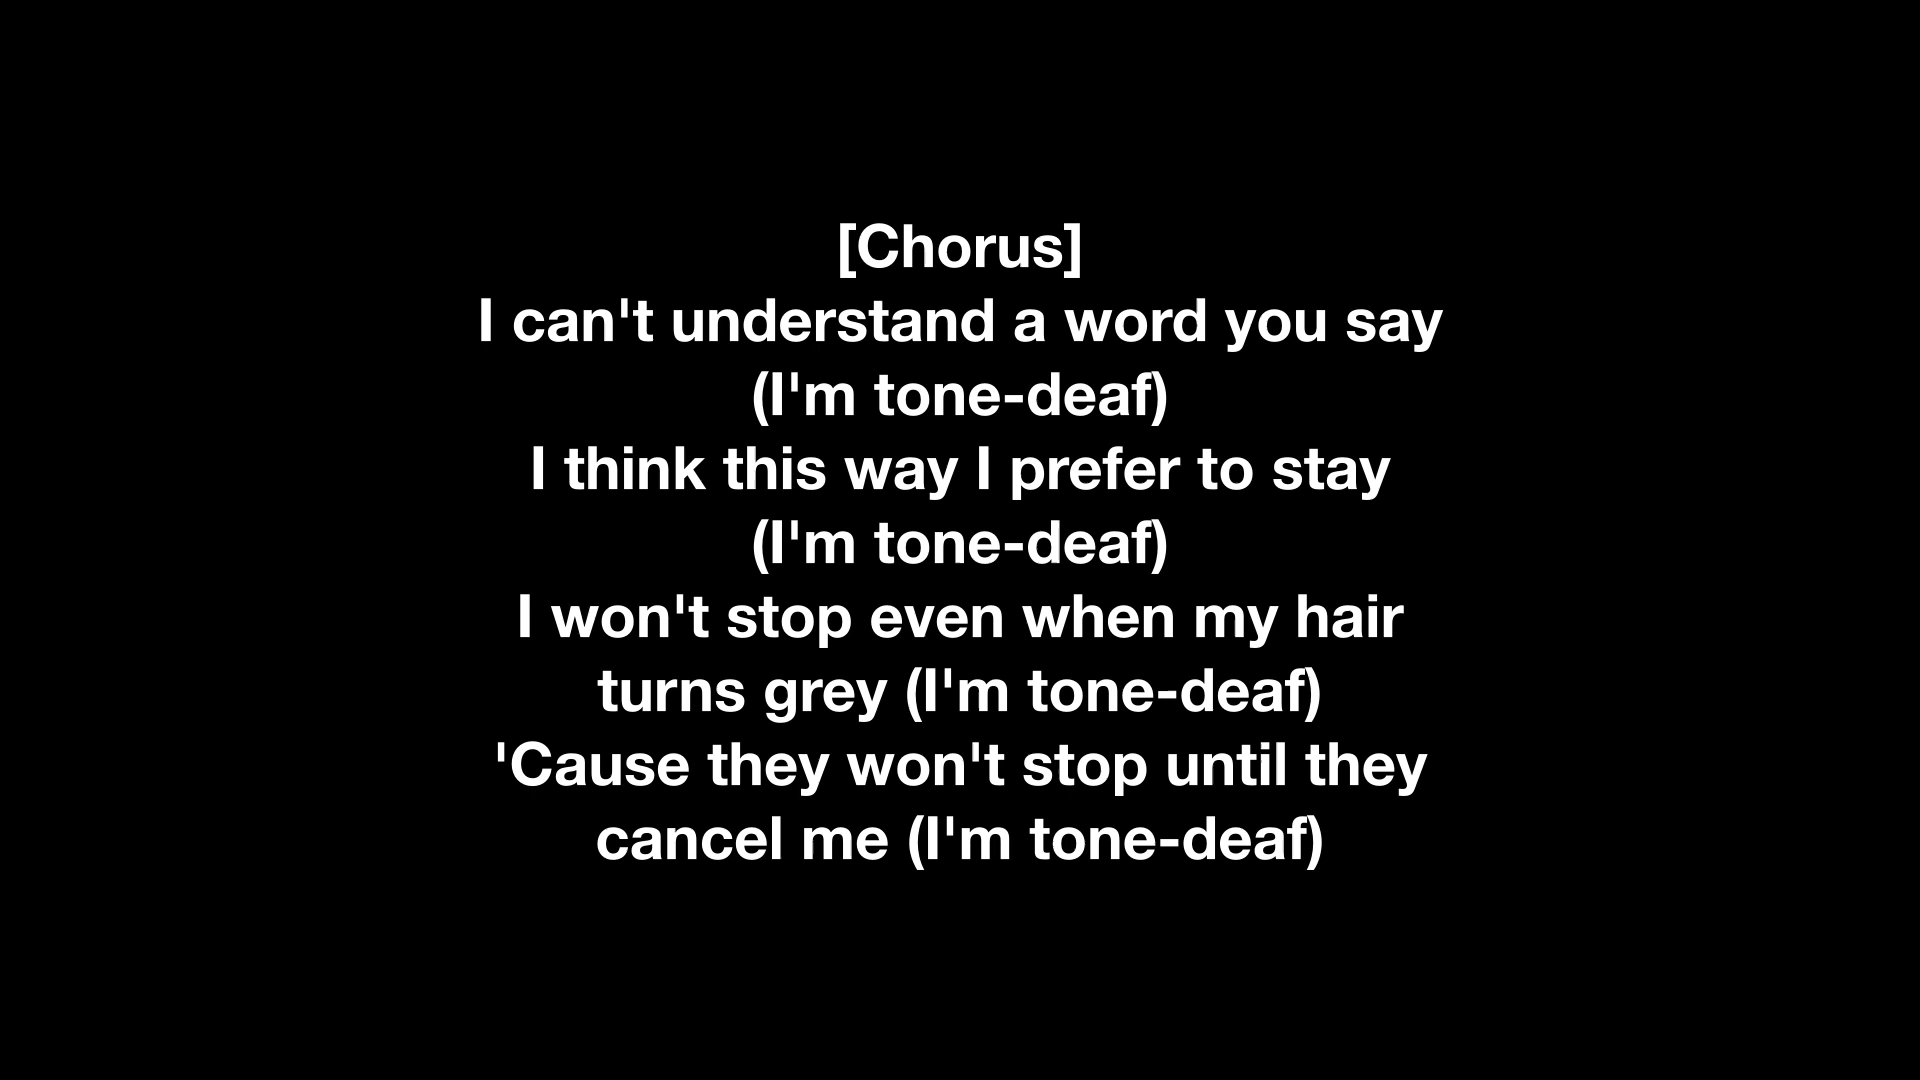 [Chorus]
I can't understand a word you say
(I'm tone-deaf)
I think this way I prefer to stay
(I'm tone-deaf)
I won't stop even when my hair
turns grey (I'm tone-deaf)
'Cause they won't stop until they
cancel me (I'm tone-deaf)